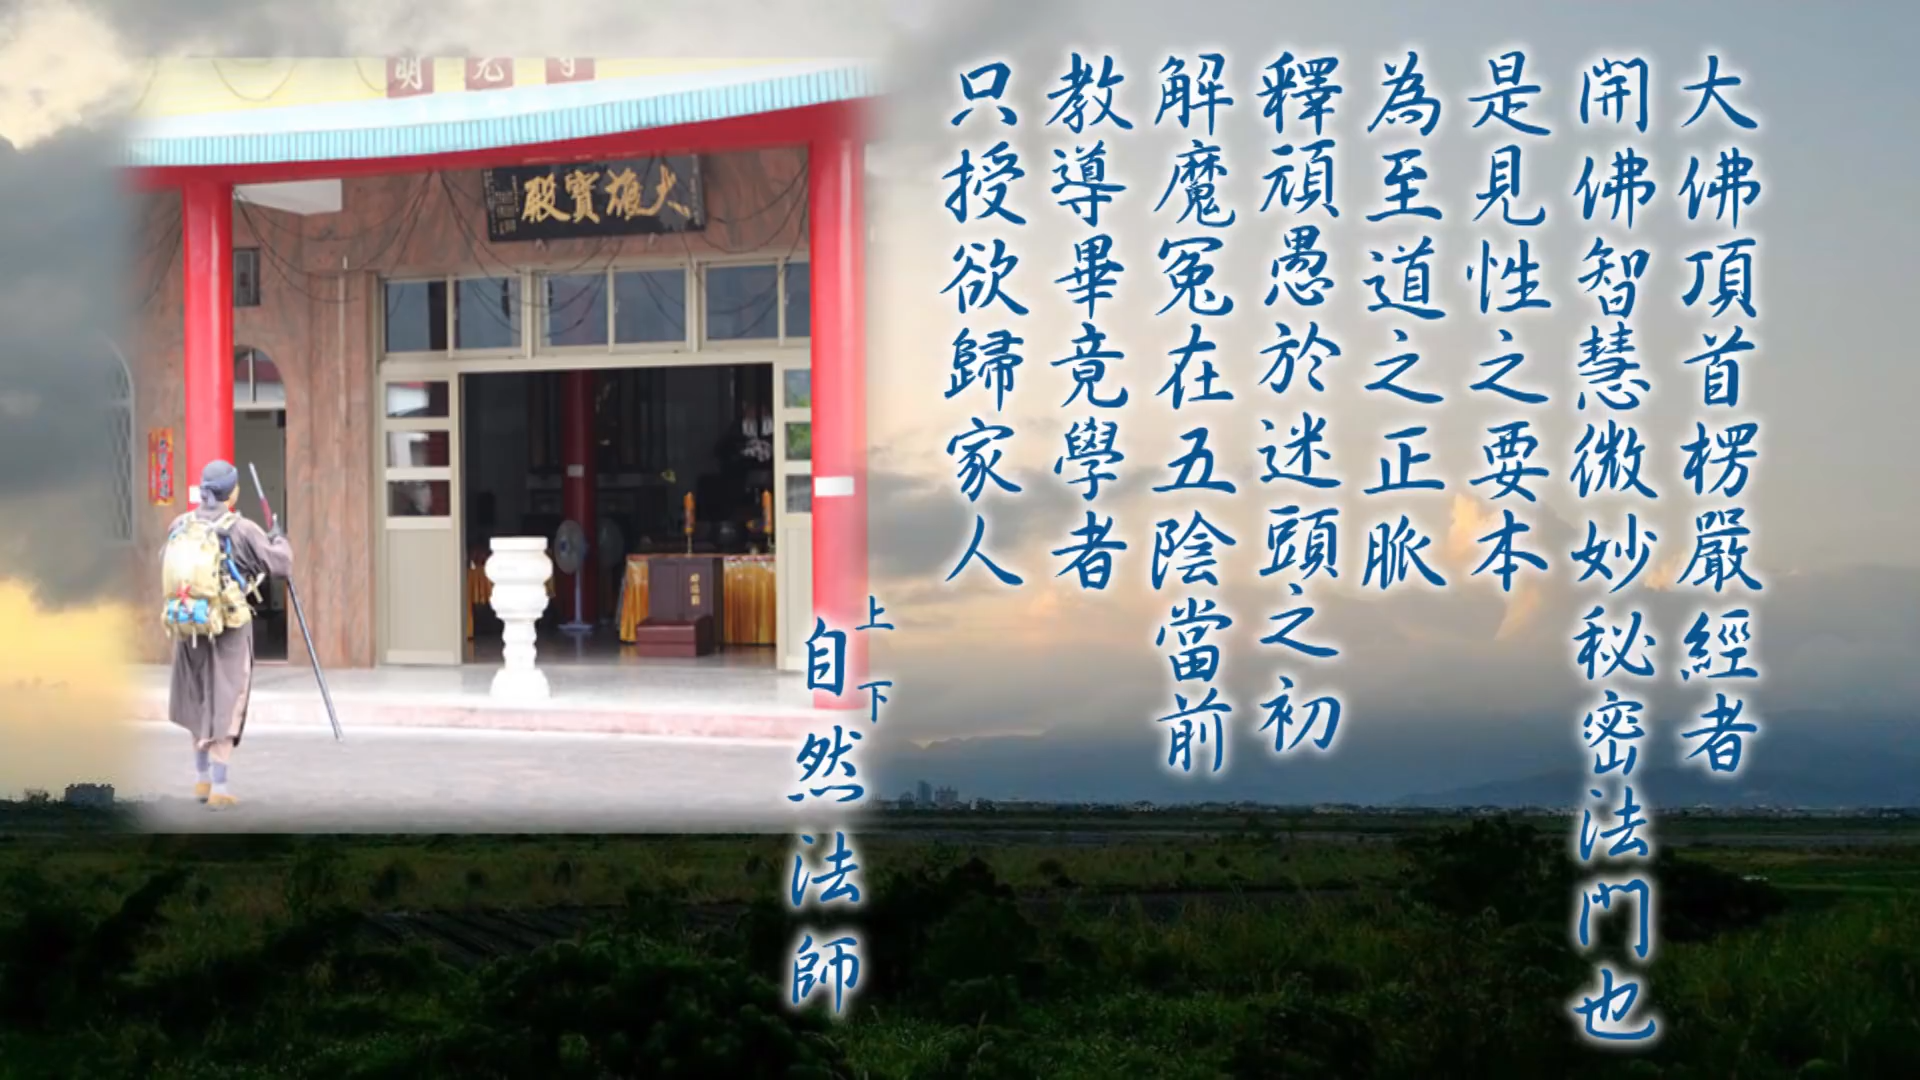 大佛頂首楞嚴經者
開佛智慧微妙秘密法門也
是見性之要本
為至道之正脈
釋頑愚於迷頭之初
解魔冤在五陰當前
教導畢竟學者
只授欲歸家人
上自下然法師
大雄寶殿
明光寺